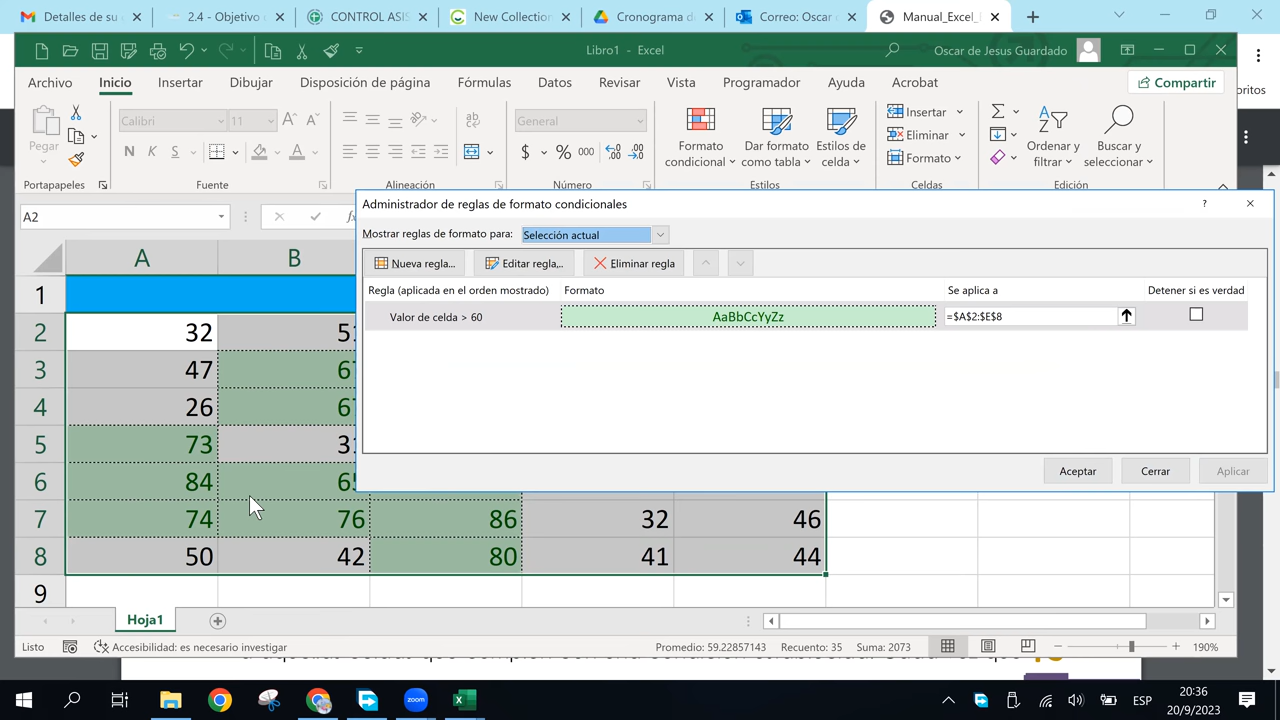 Detalles de su
2.4 - Objetivo
CONTROL ASIS
New Collection
Cronograma de
Correo: Oscar
Manual_Excel_
Libro1 - Excel
Oscar de Jesus Guardado
Archivo
Inicio
Insertar
Dibujar
Disposición de página
Fórmulas
Datos
Revisar
Vista
Programador
Ayuda
Acrobat
Compartir
oritos
Pegar
Calibri
11
N K S
ab
General
$ % 000
Formato condicional
Dar formato como tabla
Estilos de celda
Insertar
Eliminar
Formato
Ordenar y filtrar
Buscar y seleccionar
Portapapeles
Fuente
Alineación
Número
Estilos
Celdas
Edición
A2
Administrador de reglas de formato condicionales
?
Mostrar reglas de formato para:
Selección actual
Nueva regla...
Editar regla...
Eliminar regla
Regla (aplicada en el orden mostrado)
Formato
Se aplica a
Detener si es verdad
Valor de celda > 60
AaBbCcYyZz
=$A$2:$E$8
Aceptar
Cerrar
Aplicar
A B
1
2 32
3 47
4 26
5 73
6 84
7 74 76 86 32 46
8 50 42 80 41 44
9
Hoja1
Listo
Accesibilidad: es necesario investigar
Promedio: 59.22857143
Recuento: 35
Suma: 2073
190%
zoom
ESP
20:36
20/9/2023